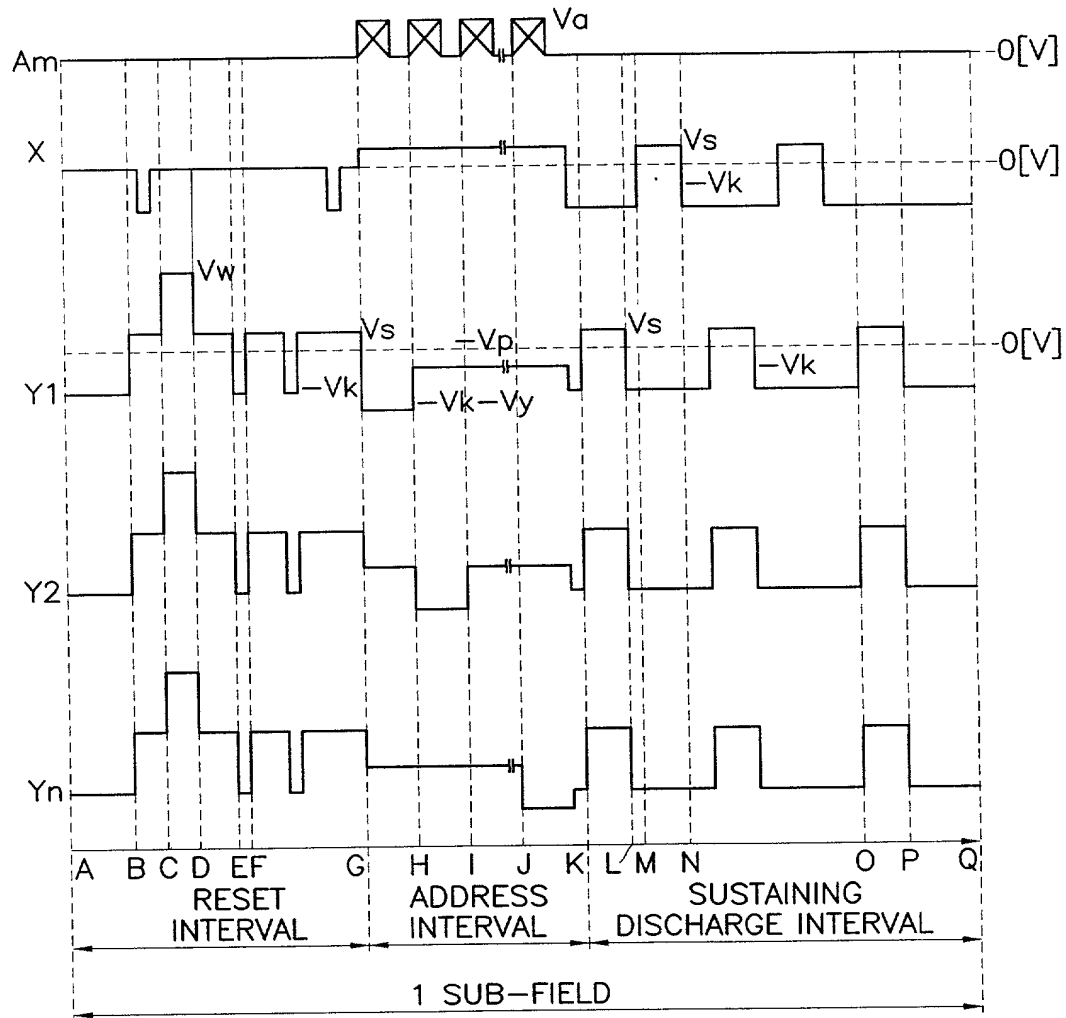 Va
Am
-0[V]
X
Vs
-0[V]
-Vk
Vw
Vs
-Vp
Vs
-0[V]
Y1
-Vk
-Vk-Vy
-Vk
Y2
Yn
A B C D E F G H I J K L M N O P Q
RESET INTERVAL
ADDRESS INTERVAL
SUSTAINING DISCHARGE INTERVAL
1 SUB-FIELD